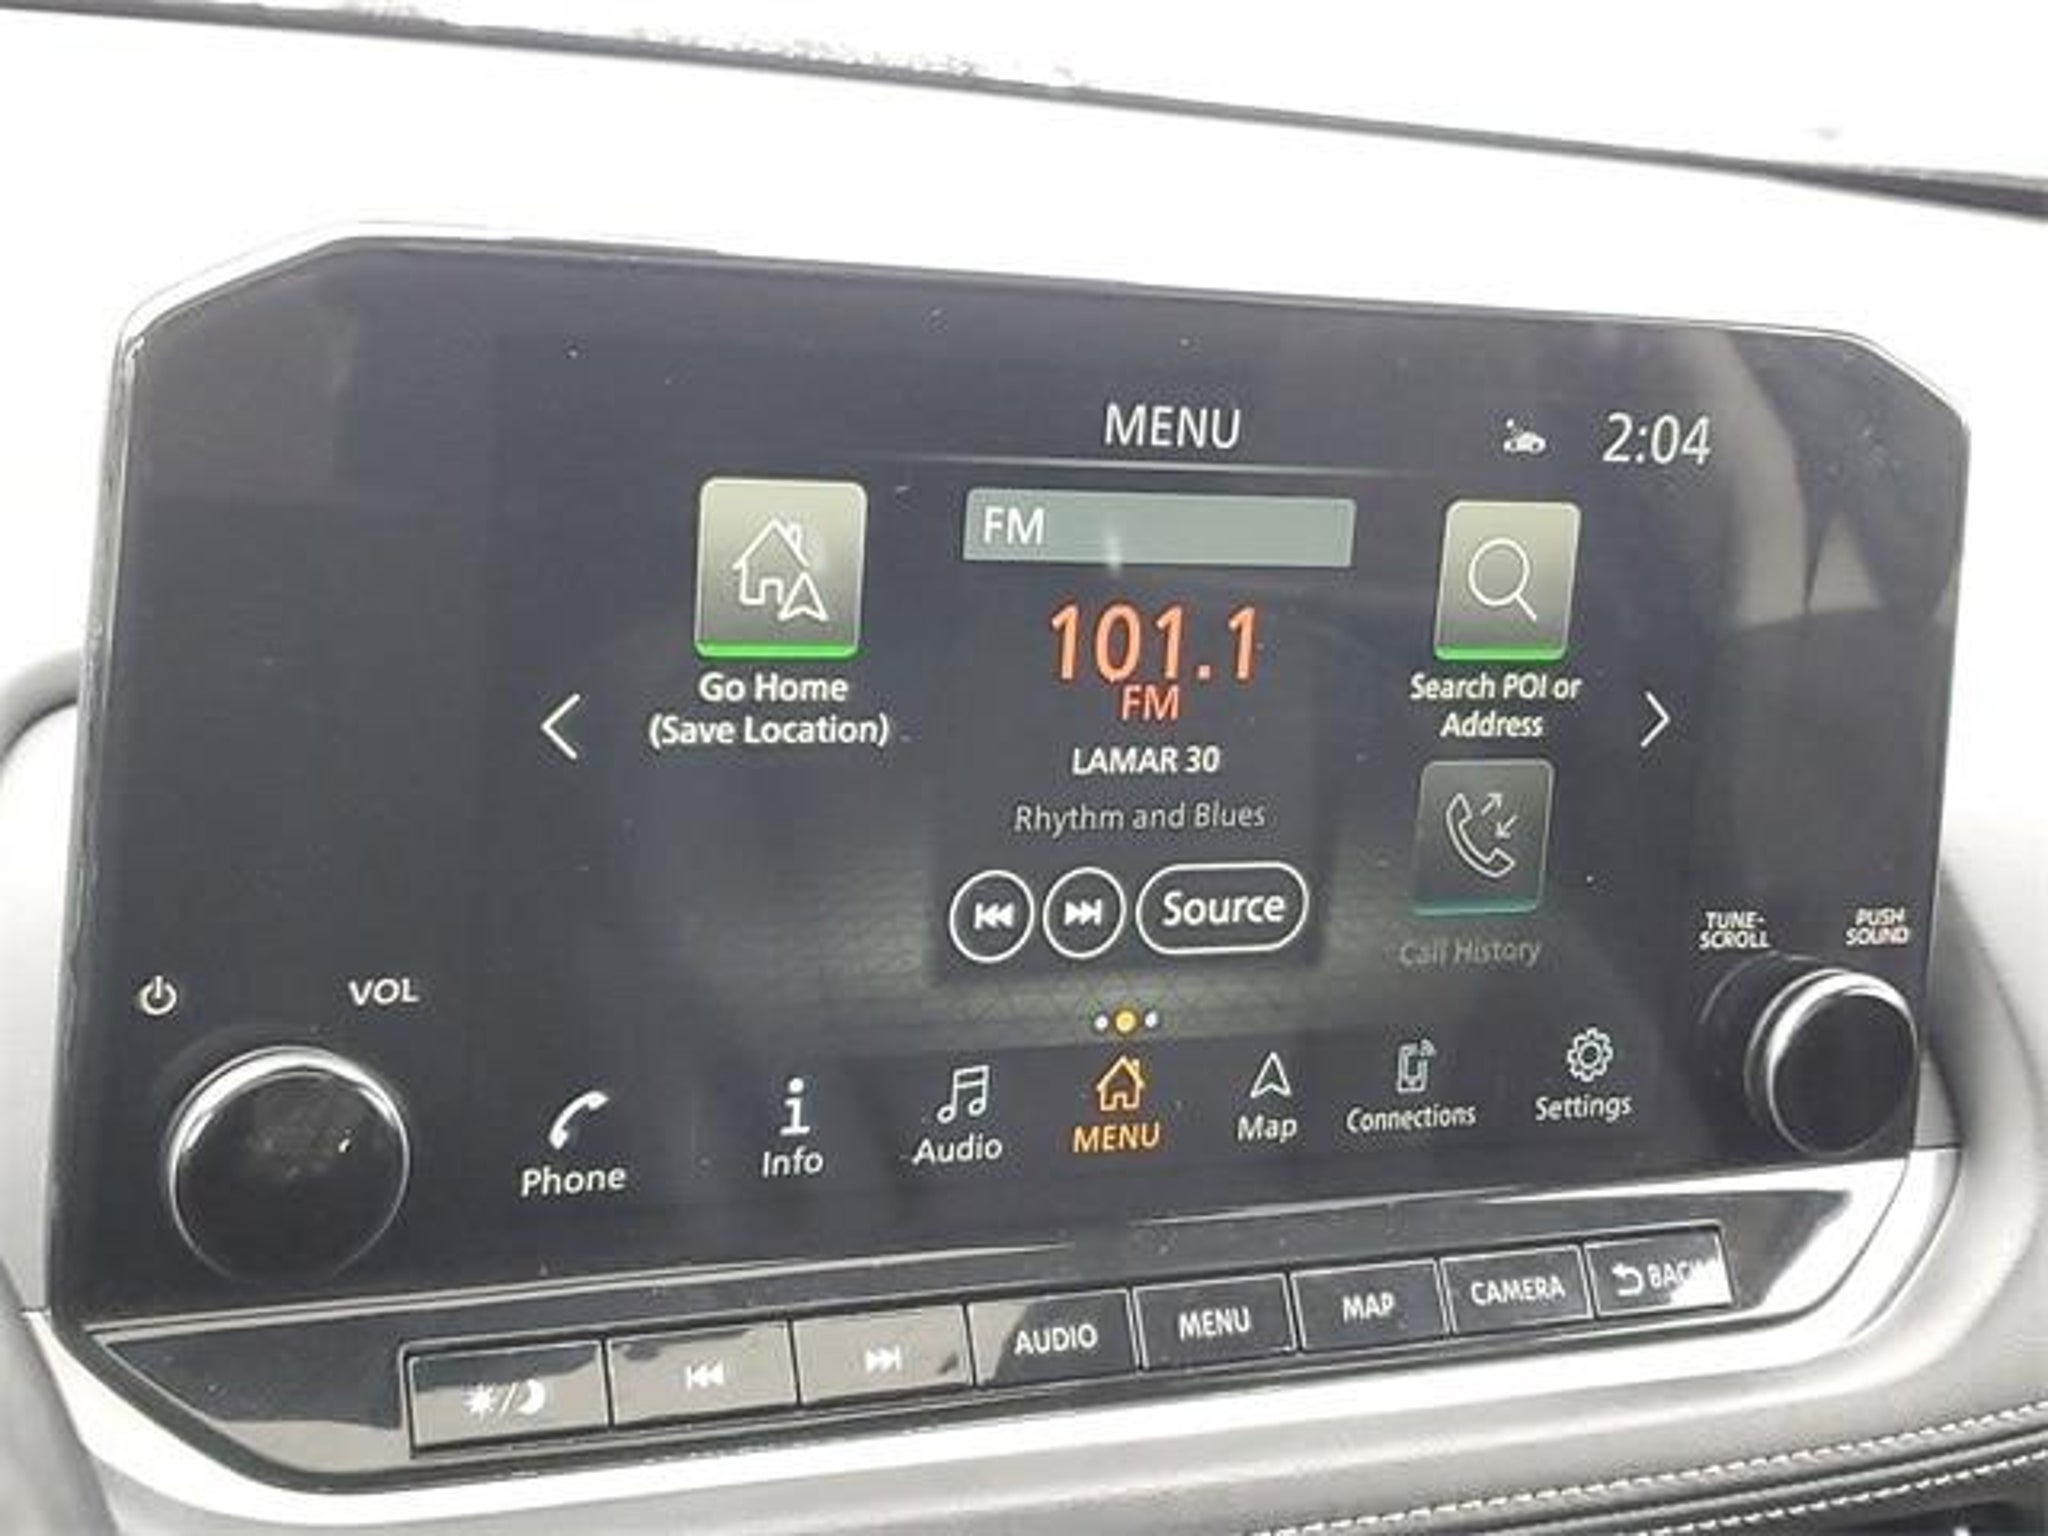 MENU
2:04
FM
101.1
FM
LAMAR 30
Rhythm and Blues
Source
Go Home
(Save Location)
Search POI or
Address
Call History
TUNE-
SCROLL
PUSH
SOUND
VOL
Phone
Info
Audio
MENU
Map
Connections
Settings
AUDIO
MENU
MAP
CAMERA
BACK